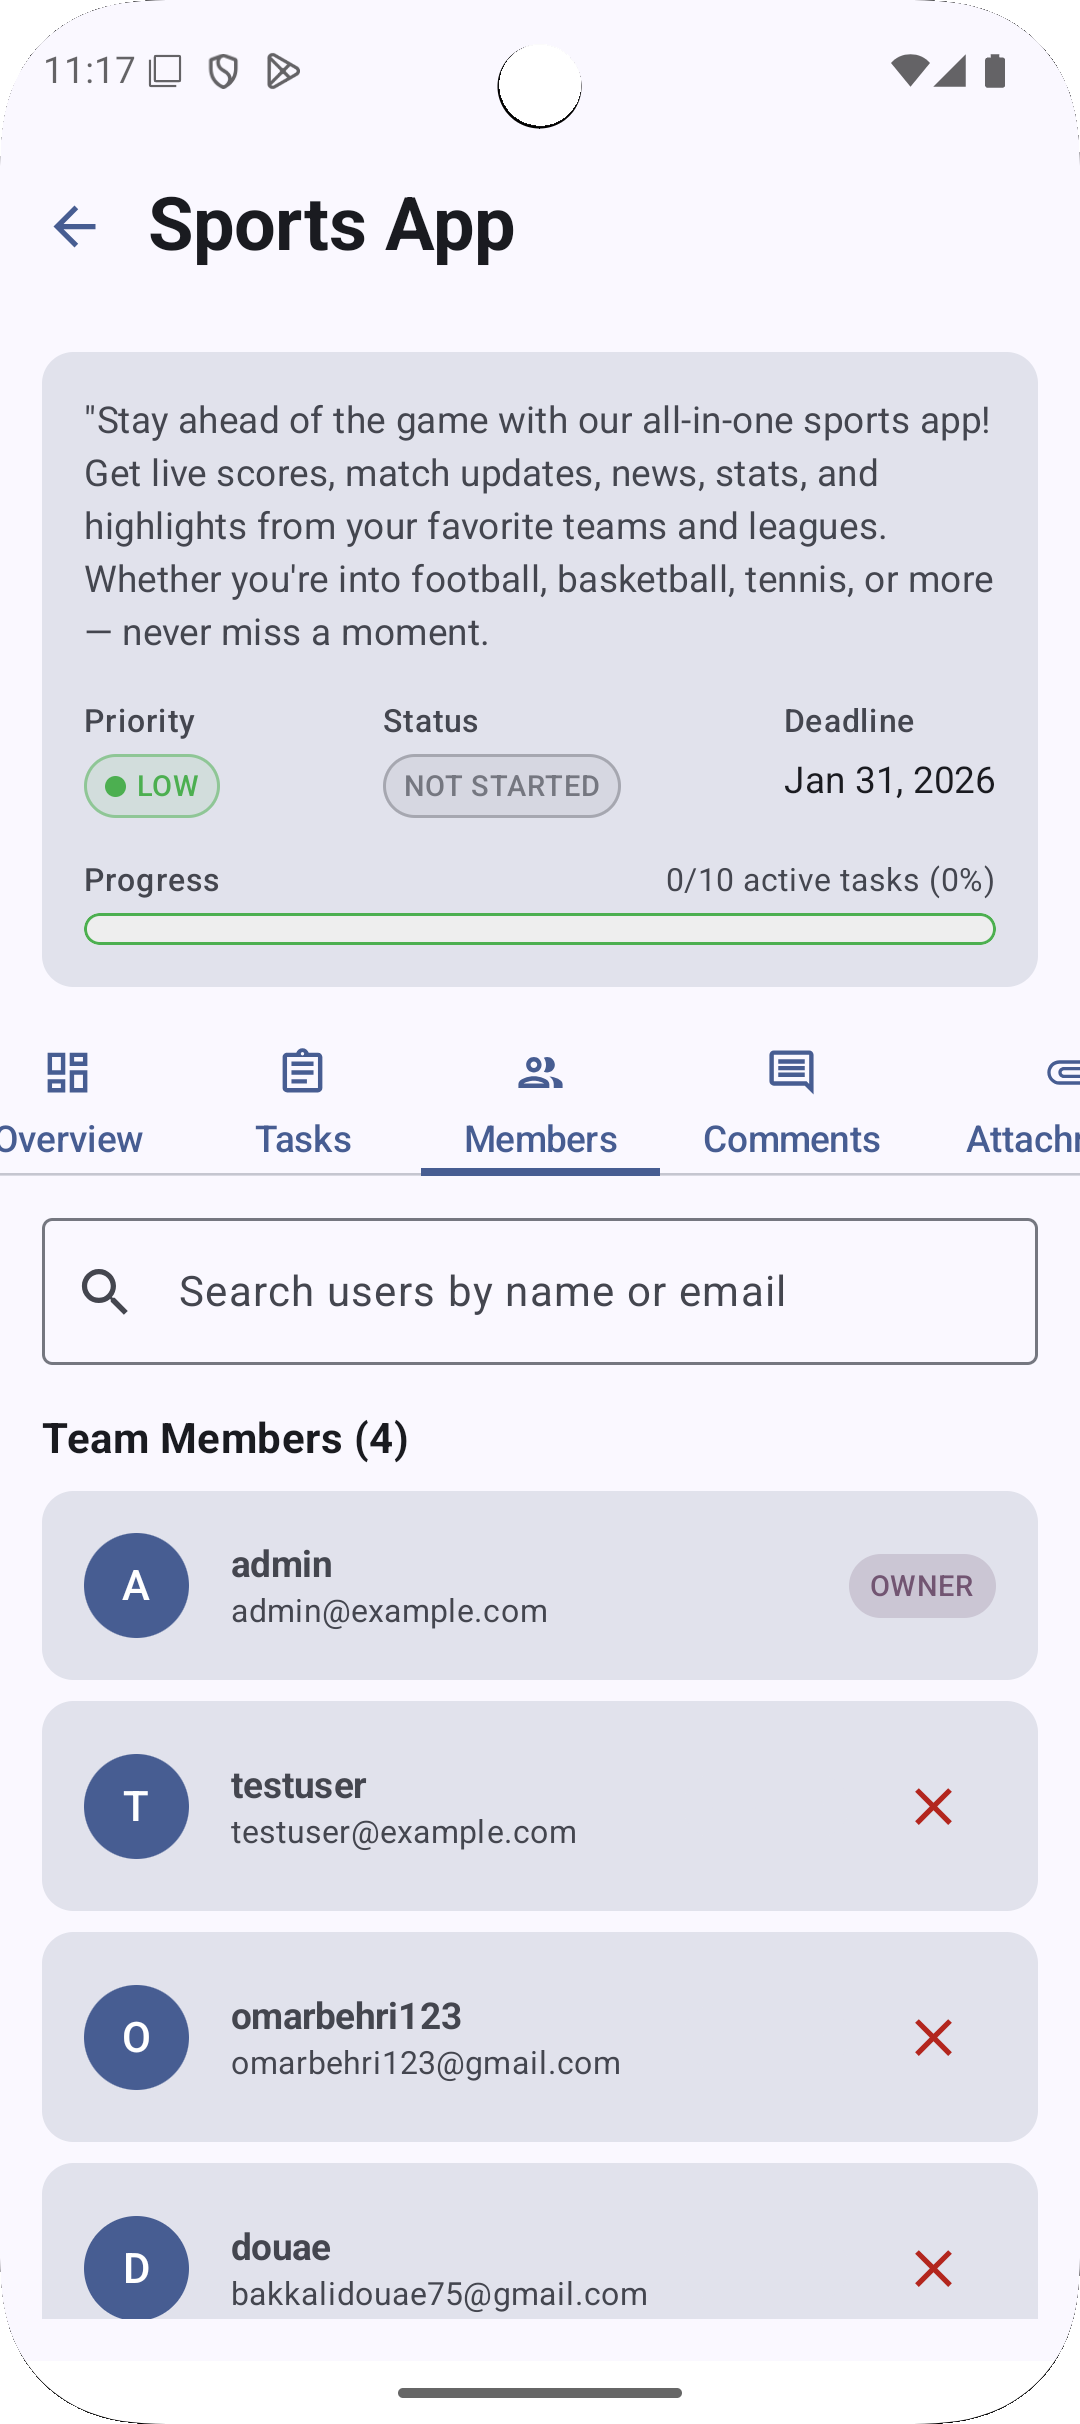 11:17
Sports App
"Stay ahead of the game with our all-in-one sports app!
Get live scores, match updates, news, stats, and
highlights from your favorite teams and leagues.
Whether you're into football, basketball, tennis, or more
— never miss a moment.
Priority Status Deadline
LOW NOT STARTED Jan 31, 2026
Progress 0/10 active tasks (0%)
Overview Tasks Members Comments Attachm
Search users by name or email
Team Members (4)
A
admin
admin@example.com
OWNER
T
testuser
testuser@example.com
O
omarbehri123
omarbehri123@gmail.com
D
douae
bakkalidouae75@gmail.com